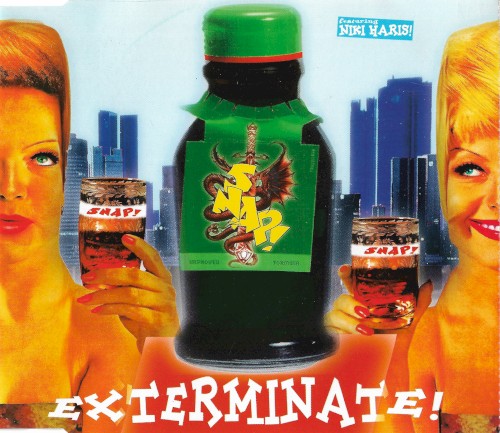 featuring
NIKI HARIS!
SNAP!
SNAP!
SNAP!
EXTERMINATE!